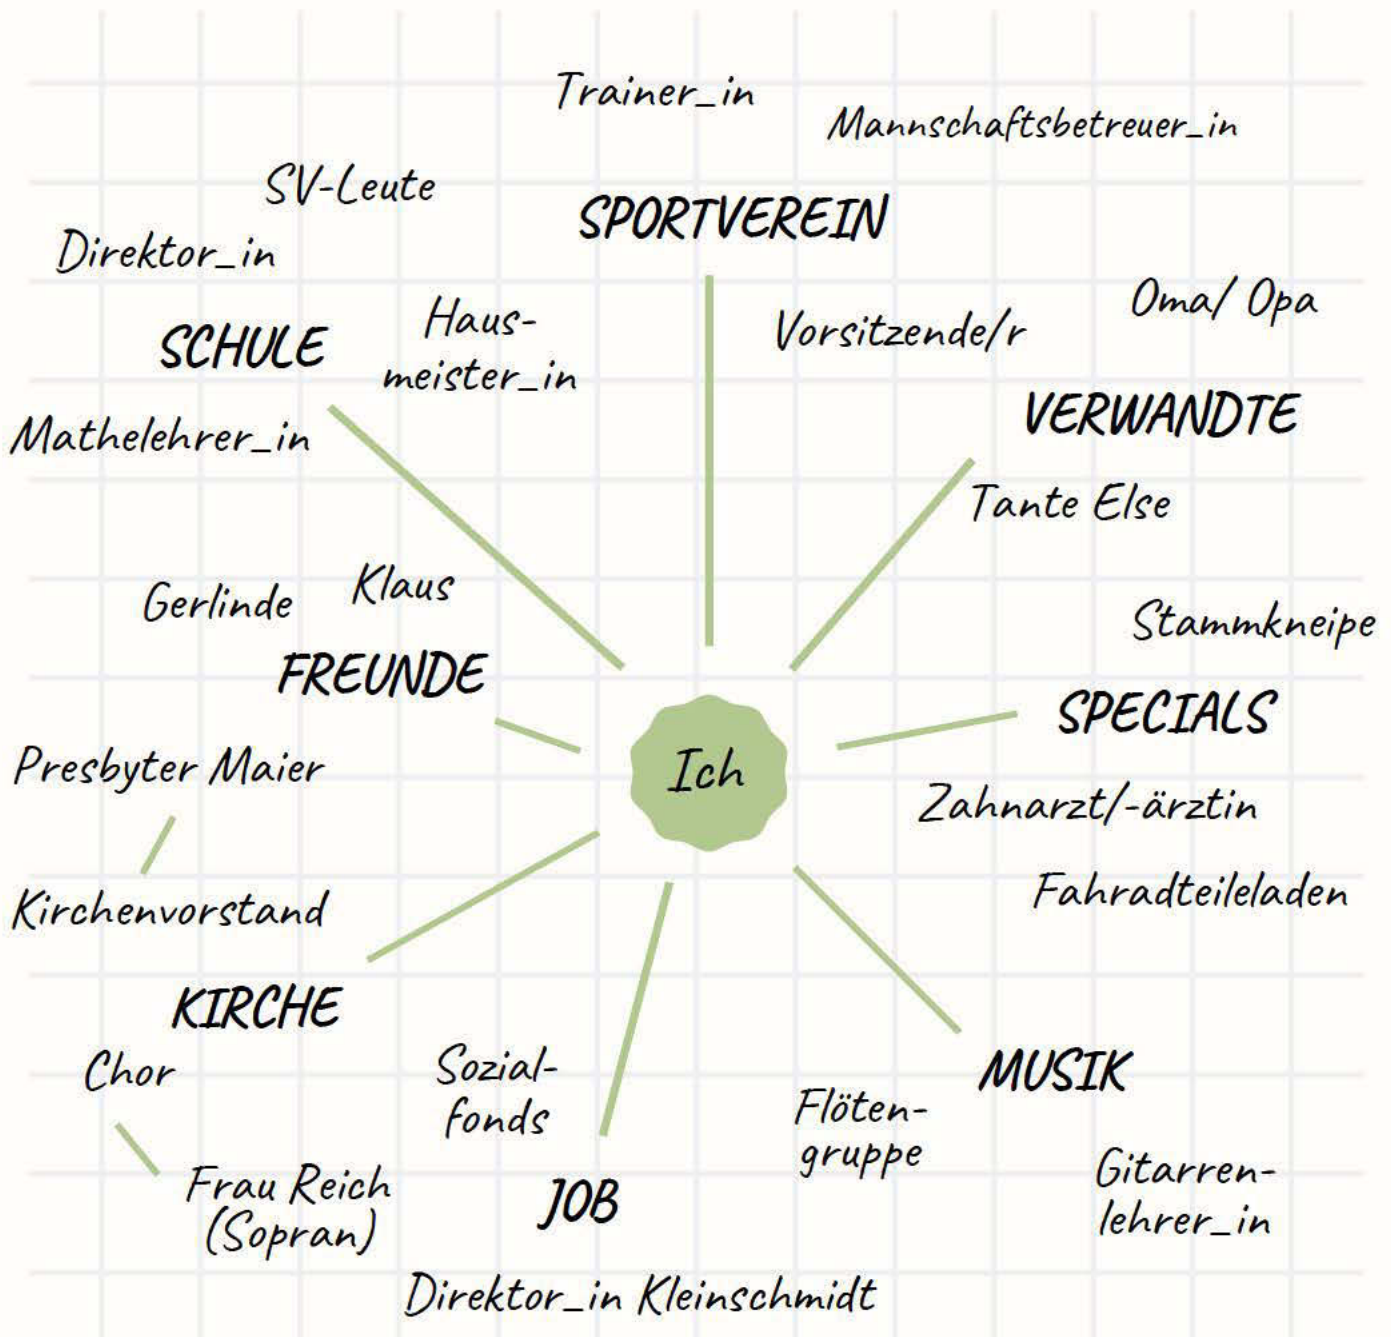 Trainer_in
Mannschaftsbetreuer_in
SPORTVEREIN
Vorsitzende/r
SV-Leute
Direktor_in
SCHULE
Haus-
meister_in
Mathelehrer_in
Oma/ Opa
VERWANDTE
Tante Else
Gerlinde
Klaus
FREUNDE
Stammkneipe
SPECIALS
Zahnarzt/-ärztin
Fahradteileladen
Ich
Presbyter Maier
Kirchenvorstand
KIRCHE
Chor
Frau Reich
(Sopran)
Sozial-
fonds
JOB
Direktor_in Kleinschmidt
MUSIK
Flöten-
gruppe
Gitarren-
lehrer_in